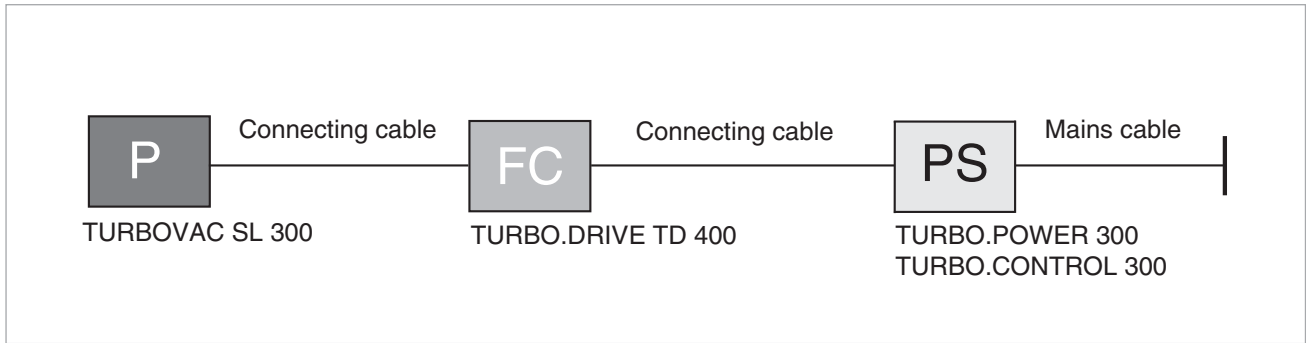 Connecting cable
Connecting cable
Mains cable
P
FC
PS
TURBOVAC SL 300
TURBO.DRIVE TD 400
TURBO.POWER 300
TURBO.CONTROL 300